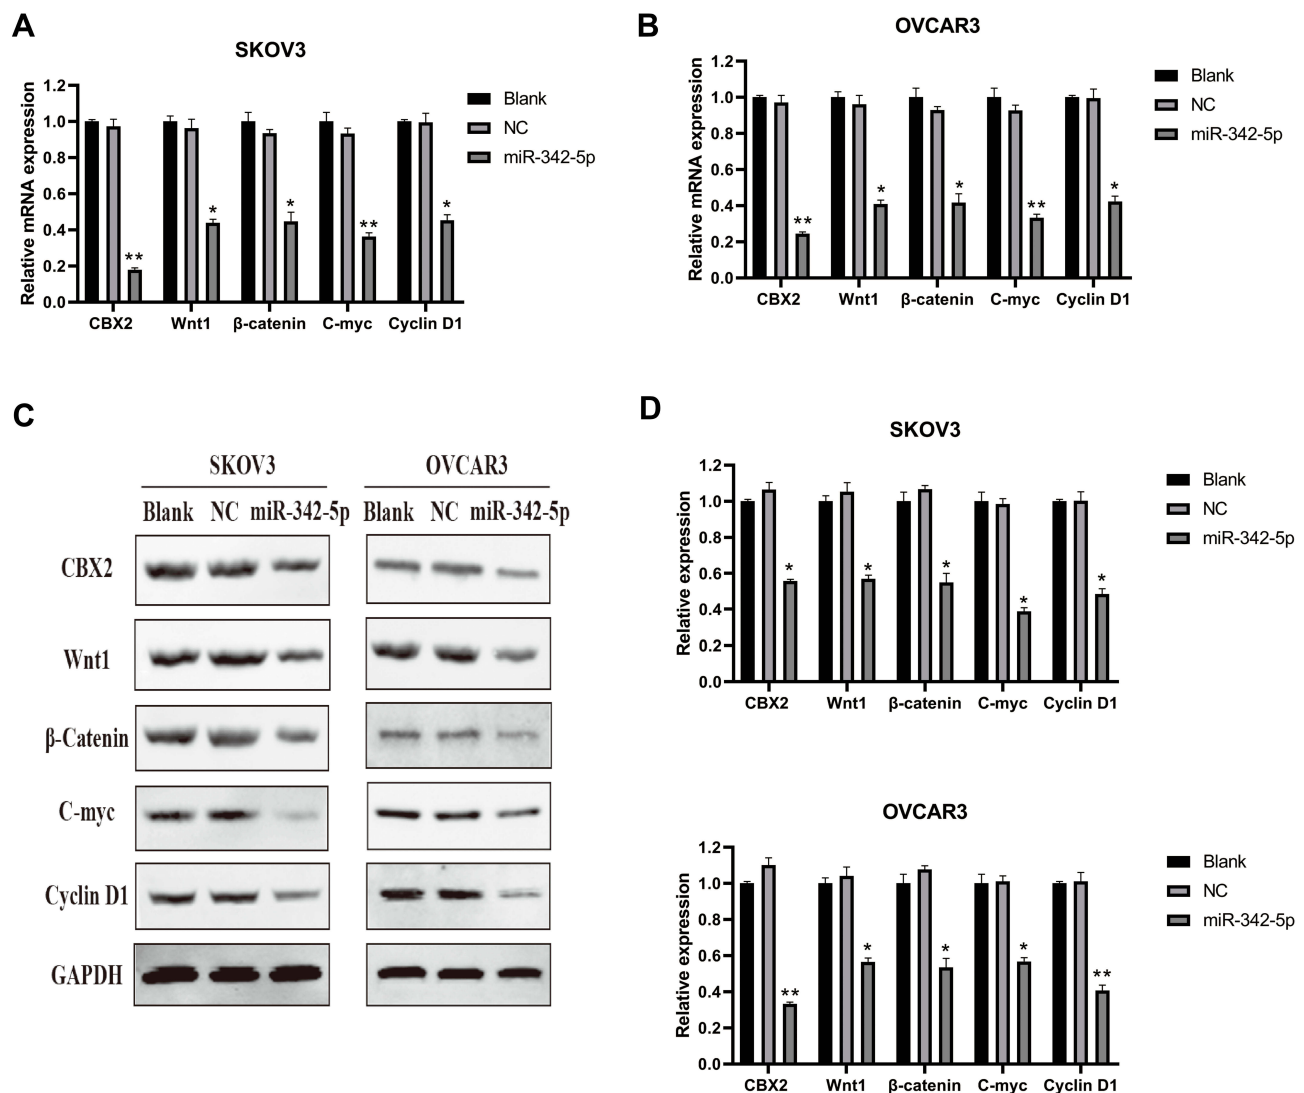 A
SKOV3
Relative mRNA expression
1.2
1.0
0.8
0.6
0.4
0.2
0.0
**
*
*
**
*
CBX2 Wnt1 β-catenin C-myc Cyclin D1
Blank
NC
miR-342-5p
B
OVCAR3
Relative mRNA expression
1.2
1.0
0.8
0.6
0.4
0.2
0.0
**
*
*
**
*
CBX2 Wnt1 β-catenin C-myc Cyclin D1
Blank
NC
miR-342-5p
C
SKOV3 OVCAR3
Blank NC miR-342-5p Blank NC miR-342-5p
CBX2
Wnt1
β-Catenin
C-myc
Cyclin D1
GAPDH
D
SKOV3
Relative expression
1.2
1.0
0.8
0.6
0.4
0.2
0.0
*
*
*
*
*
CBX2 Wnt1 β-catenin C-myc Cyclin D1
Blank
NC
miR-342-5p
OVCAR3
Relative expression
1.2
1.0
0.8
0.6
0.4
0.2
0.0
**
*
*
*
**
CBX2 Wnt1 β-catenin C-myc Cyclin D1
Blank
NC
miR-342-5p